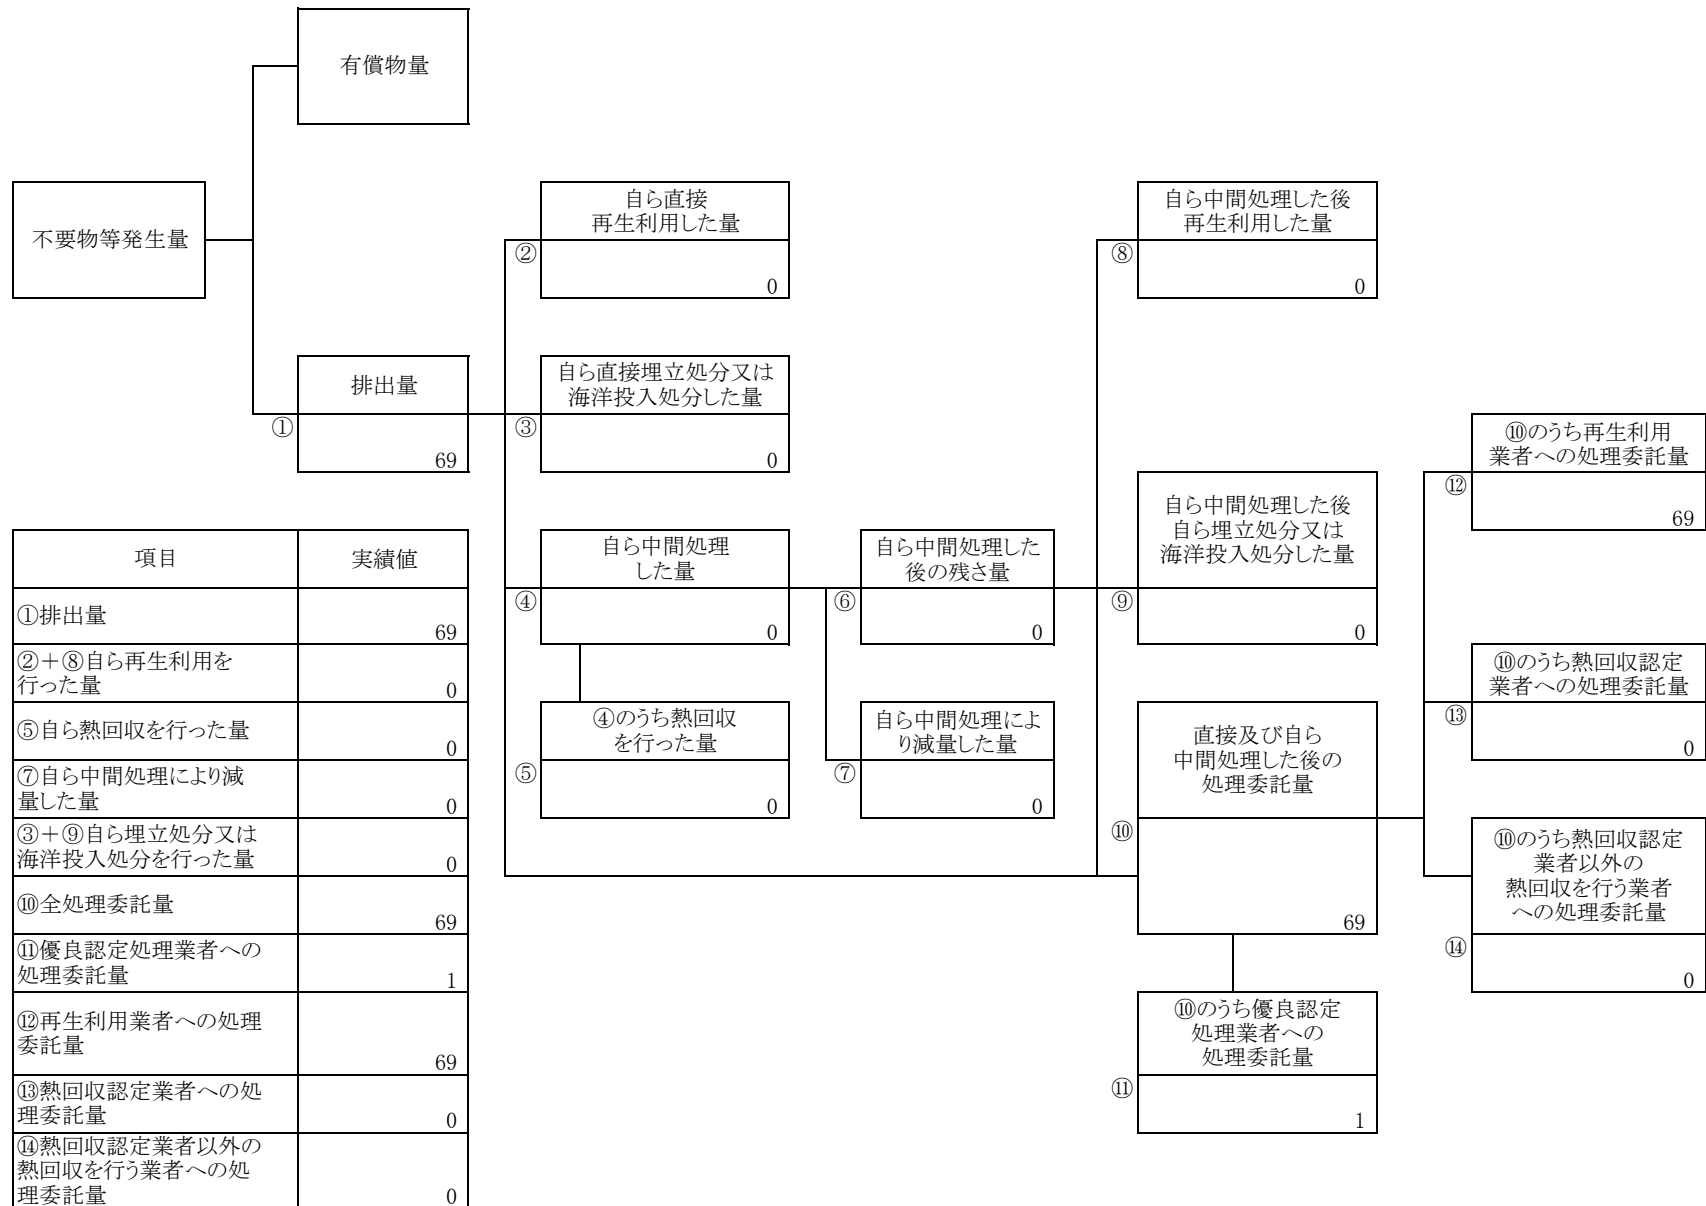 有償物量
不要物等発生量
自ら直接
再生利用した量
②
0
自ら中間処理した後
再生利用した量
⑧
0
排出量
①
69
自ら直接埋立処分又は
海洋投入処分した量
③
0
⑩のうち再生利用
業者への処理委託量
⑫
69
自ら中間処理
した量
④
0
自ら中間処理した
後の残さ量
⑥
0
自ら中間処理した後
自ら埋立処分又は
海洋投入処分した量
⑨
0
⑩のうち熱回収認定
業者への処理委託量
⑬
0
④のうち熱回収
を行った量
⑤
0
自ら中間処理によ
り減量した量
⑦
0
直接及び自ら
中間処理した後の
処理委託量
⑩
69
⑩のうち熱回収認定
業者以外の
熱回収を行う業者
への処理委託量
⑭
0
⑩のうち優良認定
処理業者への
処理委託量
⑪
1
項目 実績値
①排出量
69
②＋⑧自ら再生利用を
行った量
0
⑤自ら熱回収を行った量
0
⑦自ら中間処理により減
量した量
0
③＋⑨自ら埋立処分又は
海洋投入処分を行った量
0
⑩全処理委託量
69
⑪優良認定処理業者への
処理委託量
1
⑫再生利用業者への処理
委託量
69
⑬熱回収認定業者への処
理委託量
0
⑭熱回収認定業者以外の
熱回収を行う業者への処
理委託量
0